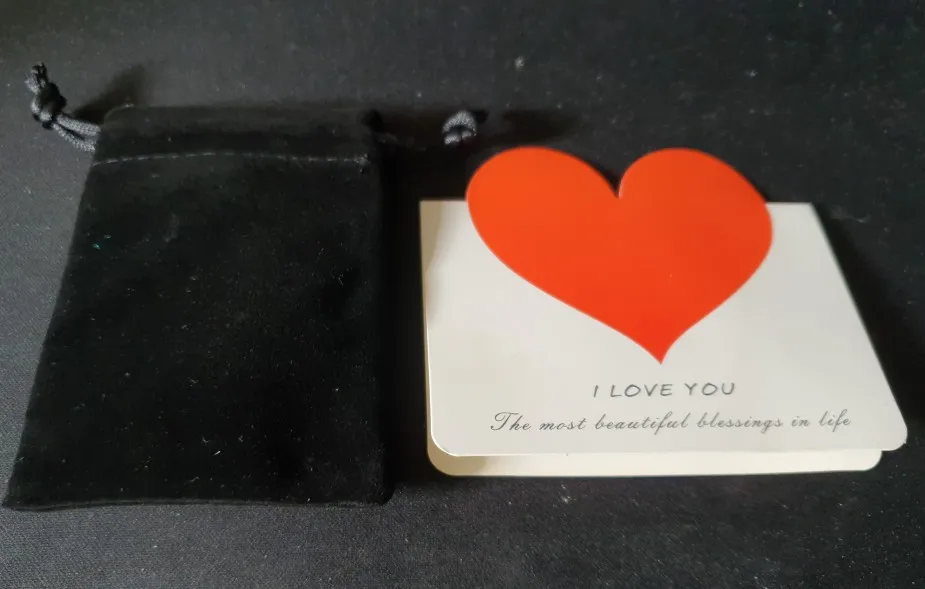 I LOVE YOU
The most beautiful blessings in life